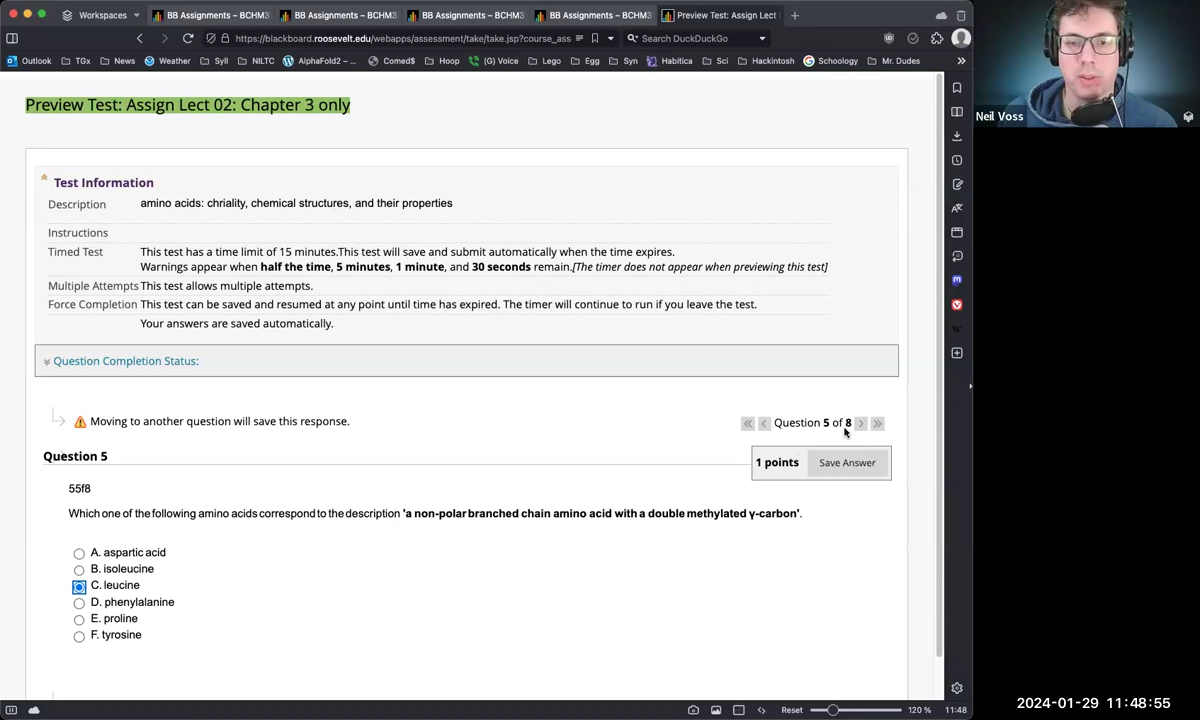 Workspaces
BB Assignments – BCHM3
BB Assignments – BCHM3
BB Assignments – BCHM3
BB Assignments – BCHM3
Preview Test: Assign Lect
https://blackboard.roosevelt.edu/webapps/assessment/take/take.jsp?course_ass
Search DuckDuckGo
Outlook
TGx
News
Weather
Syll
NILTC
AlphaFold2 – ...
Comed$
Hoop
(G) Voice
Lego
Egg
Syn
Habitica
Sci
Hackintosh
Schoology
Mr. Dudes
Neil Voss
Preview Test: Assign Lect 02: Chapter 3 only
Test Information
Description amino acids: chriality, chemical structures, and their properties
Instructions
Timed Test This test has a time limit of 15 minutes.This test will save and submit automatically when the time expires.
Warnings appear when half the time, 5 minutes, 1 minute, and 30 seconds remain.[The timer does not appear when previewing this test]
Multiple Attempts This test allows multiple attempts.
Force Completion This test can be saved and resumed at any point until time has expired. The timer will continue to run if you leave the test.
Your answers are saved automatically.
Question Completion Status:
Moving to another question will save this response.
Question 5 of 8
Question 5
1 points Save Answer
55f8
Which one of the following amino acids correspond to the description 'a non-polar branched chain amino acid with a double methylated γ-carbon'.
A. aspartic acid
B. isoleucine
C. leucine
D. phenylalanine
E. proline
F. tyrosine
Reset
120 %
11:48
2024-01-29 11:48:55